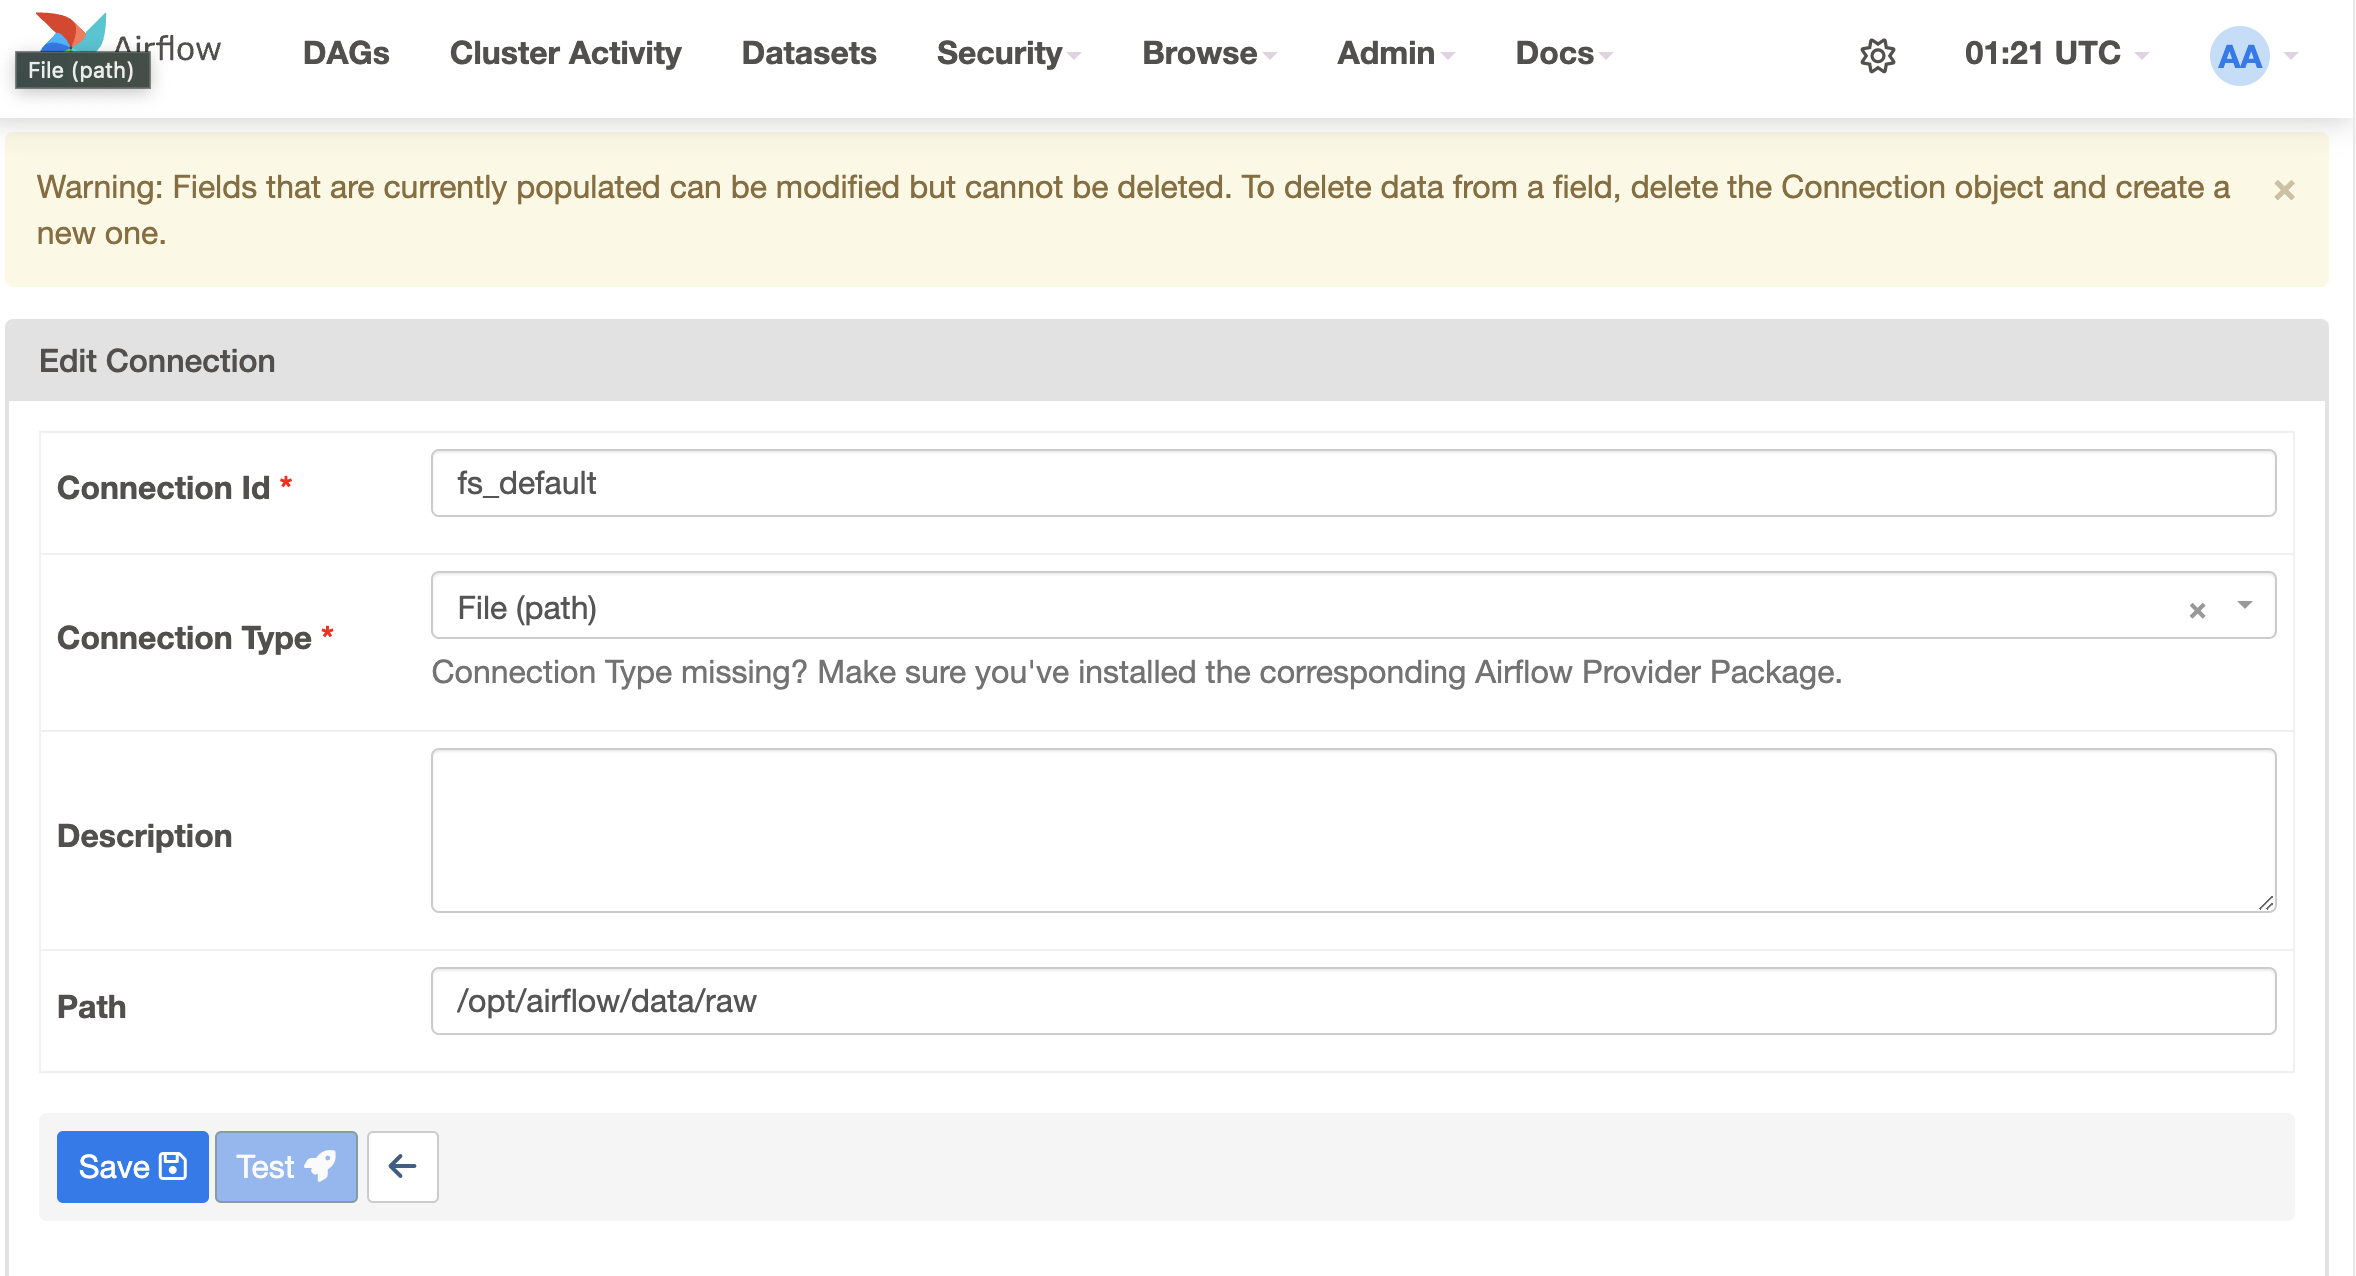 Airflow
File (path)
DAGs Cluster Activity Datasets Security Browse Admin Docs 01:21 UTC AA
Warning: Fields that are currently populated can be modified but cannot be deleted. To delete data from a field, delete the Connection object and create a ×
new one.
Edit Connection
Connection Id *
fs_default
Connection Type *
File (path) ×
Connection Type missing? Make sure you've installed the corresponding Airflow Provider Package.
Description
Path
/opt/airflow/data/raw
Save Test ←